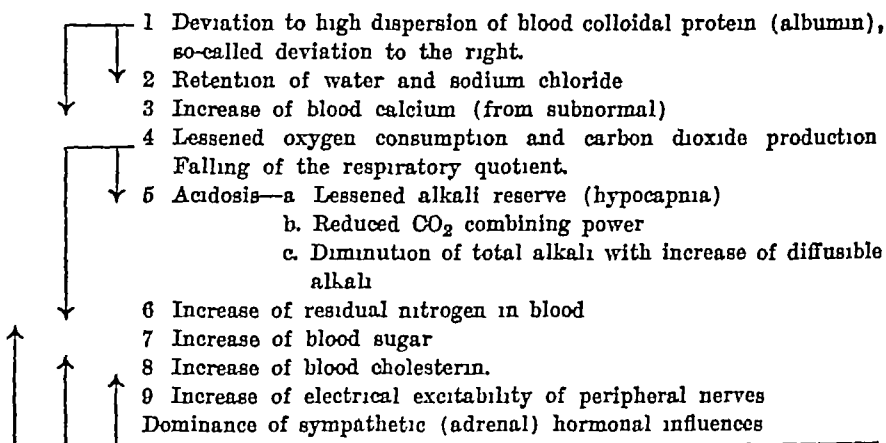 1 Deviation to high dispersion of blood colloidal protein (albumin),
so-called deviation to the right.
2 Retention of water and sodium chloride
3 Increase of blood calcium (from subnormal)
4 Lessened oxygen consumption and carbon dioxide production
Falling of the respiratory quotient.
5 Acidosis—a Lessened alkali reserve (hypocapnia)
b. Reduced CO₂ combining power
c. Diminution of total alkali with increase of diffusible
alkali
6 Increase of residual nitrogen in blood
7 Increase of blood sugar
8 Increase of blood cholesterin.
9 Increase of electrical excitability of peripheral nerves
Dominance of sympathetic (adrenal) hormonal influences